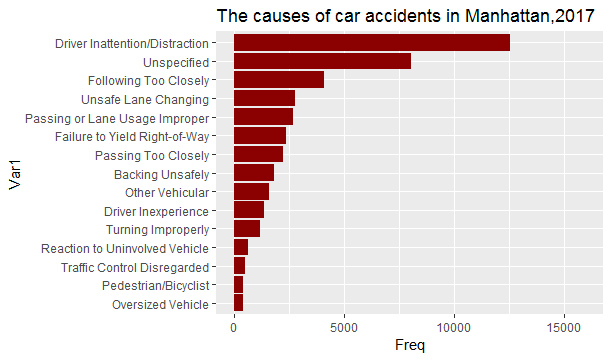 The causes of car accidents in Manhattan,2017
Driver Inattention/Distraction
Unspecified
Following Too Closely
Unsafe Lane Changing
Passing or Lane Usage Improper
Failure to Yield Right-of-Way
Passing Too Closely
Backing Unsafely
Other Vehicular
Driver Inexperience
Turning Improperly
Reaction to Uninvolved Vehicle
Traffic Control Disregarded
Pedestrian/Bicyclist
Oversized Vehicle
Var1
0 5000 10000 15000
Freq